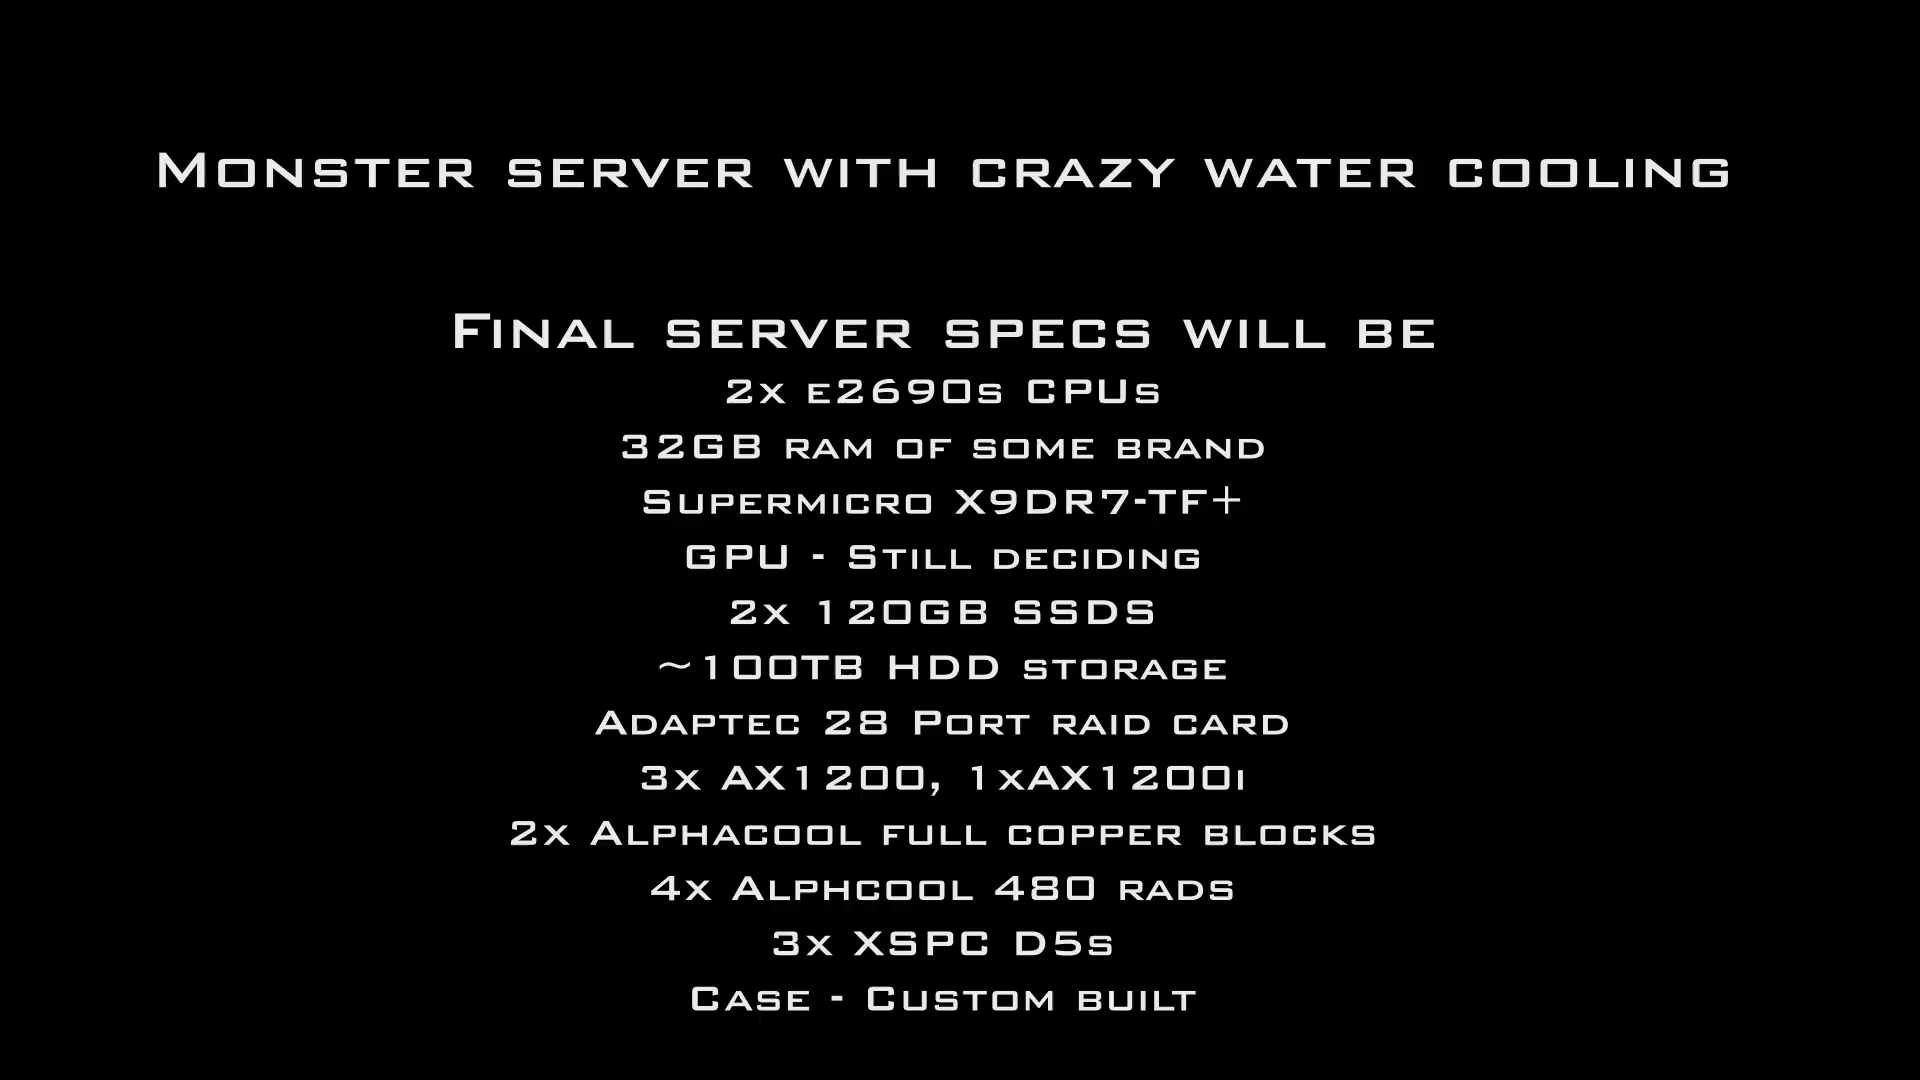 Monster server with crazy water cooling
Final server specs will be
2x e2690s CPUs
32GB ram of some brand
Supermicro X9DR7-TF+
GPU - Still deciding
2x 120GB SSDS
~100TB HDD storage
Adaptec 28 Port raid card
3x AX1200, 1xAX1200i
2x Alphacool full copper blocks
4x Alphcool 480 rads
3x XSPC D5s
Case - Custom built